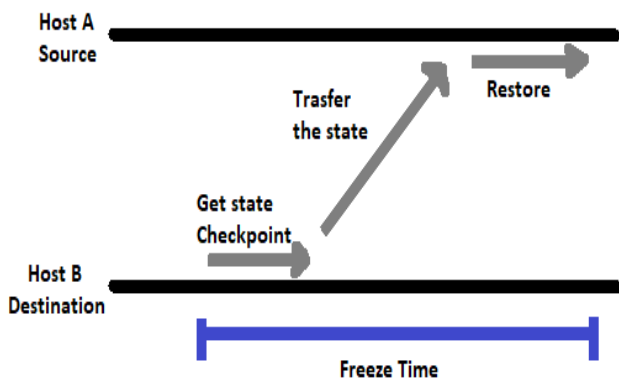 Host A
Source
Trasfer
the state
Restore
Get state
Checkpoint
Host B
Destination
Freeze Time